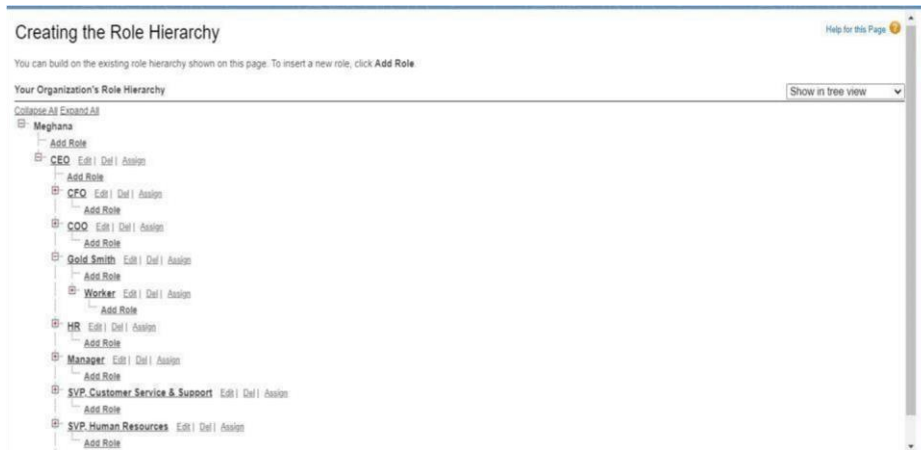 Creating the Role Hierarchy
Help for this Page
You can build on the existing role hierarchy shown on this page. To insert a new role, click Add Role.
Your Organization's Role Hierarchy
Show in tree view
Collapse All Expand All
Meghana
Add Role
CEO Edit | Del | Assign
Add Role
CFO Edit | Del | Assign
Add Role
COO Edit | Del | Assign
Add Role
Gold Smith Edit | Del | Assign
Add Role
Worker Edit | Del | Assign
Add Role
HR Edit | Del | Assign
Add Role
Manager Edit | Del | Assign
Add Role
SVP, Customer Service & Support Edit | Del | Assign
Add Role
SVP, Human Resources Edit | Del | Assign
Add Role